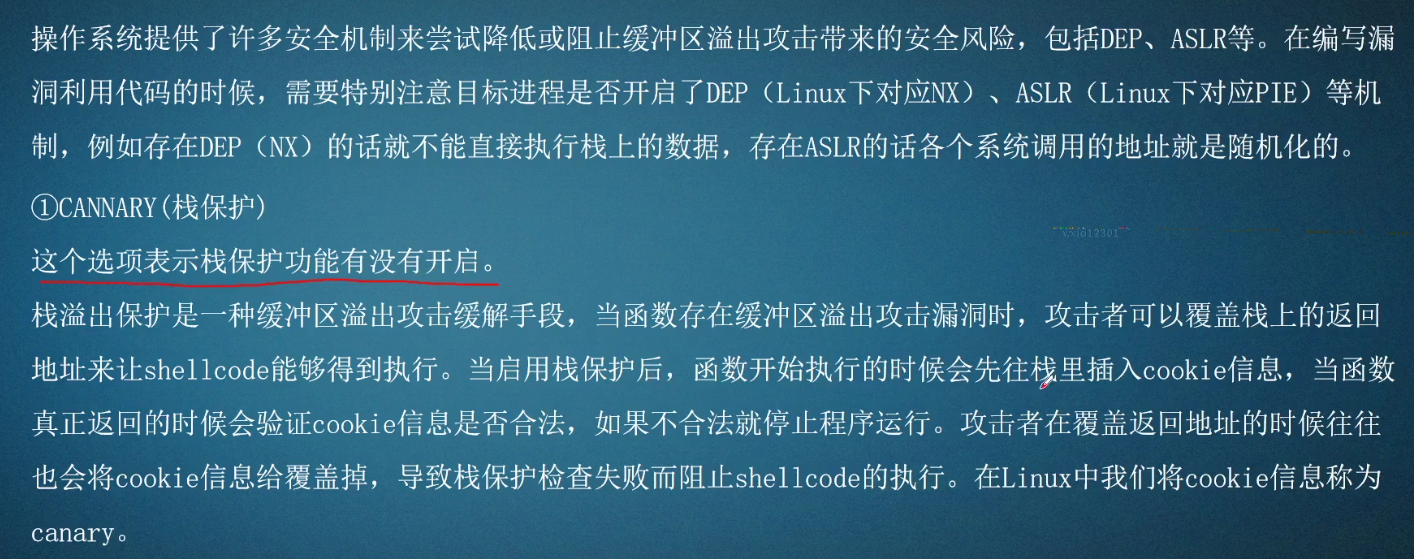 操作系统提供了许多安全机制来尝试降低或阻止缓冲区溢出攻击带来的安全风险，包括DEP、ASLR等。在编写漏
洞利用代码的时候，需要特别注意目标进程是否开启了DEP（Linux下对应NX）、ASLR（Linux下对应PIE）等机
制，例如存在DEP（NX）的话就不能直接执行栈上的数据，存在ASLR的话各个系统调用的地址就是随机化的。
①CANNARY(栈保护)
这个选项表示栈保护功能有没有开启。
栈溢出保护是一种缓冲区溢出攻击缓解手段，当函数存在缓冲区溢出攻击漏洞时，攻击者可以覆盖栈上的返回
地址来让shellcode能够得到执行。当启用栈保护后，函数开始执行的时候会先往栈里插入cookie信息，当函数
真正返回的时候会验证cookie信息是否合法，如果不合法就停止程序运行。攻击者在覆盖返回地址的时候往往
也会将cookie信息给覆盖掉，导致栈保护检查失败而阻止shellcode的执行。在Linux中我们将cookie信息称为
canary。